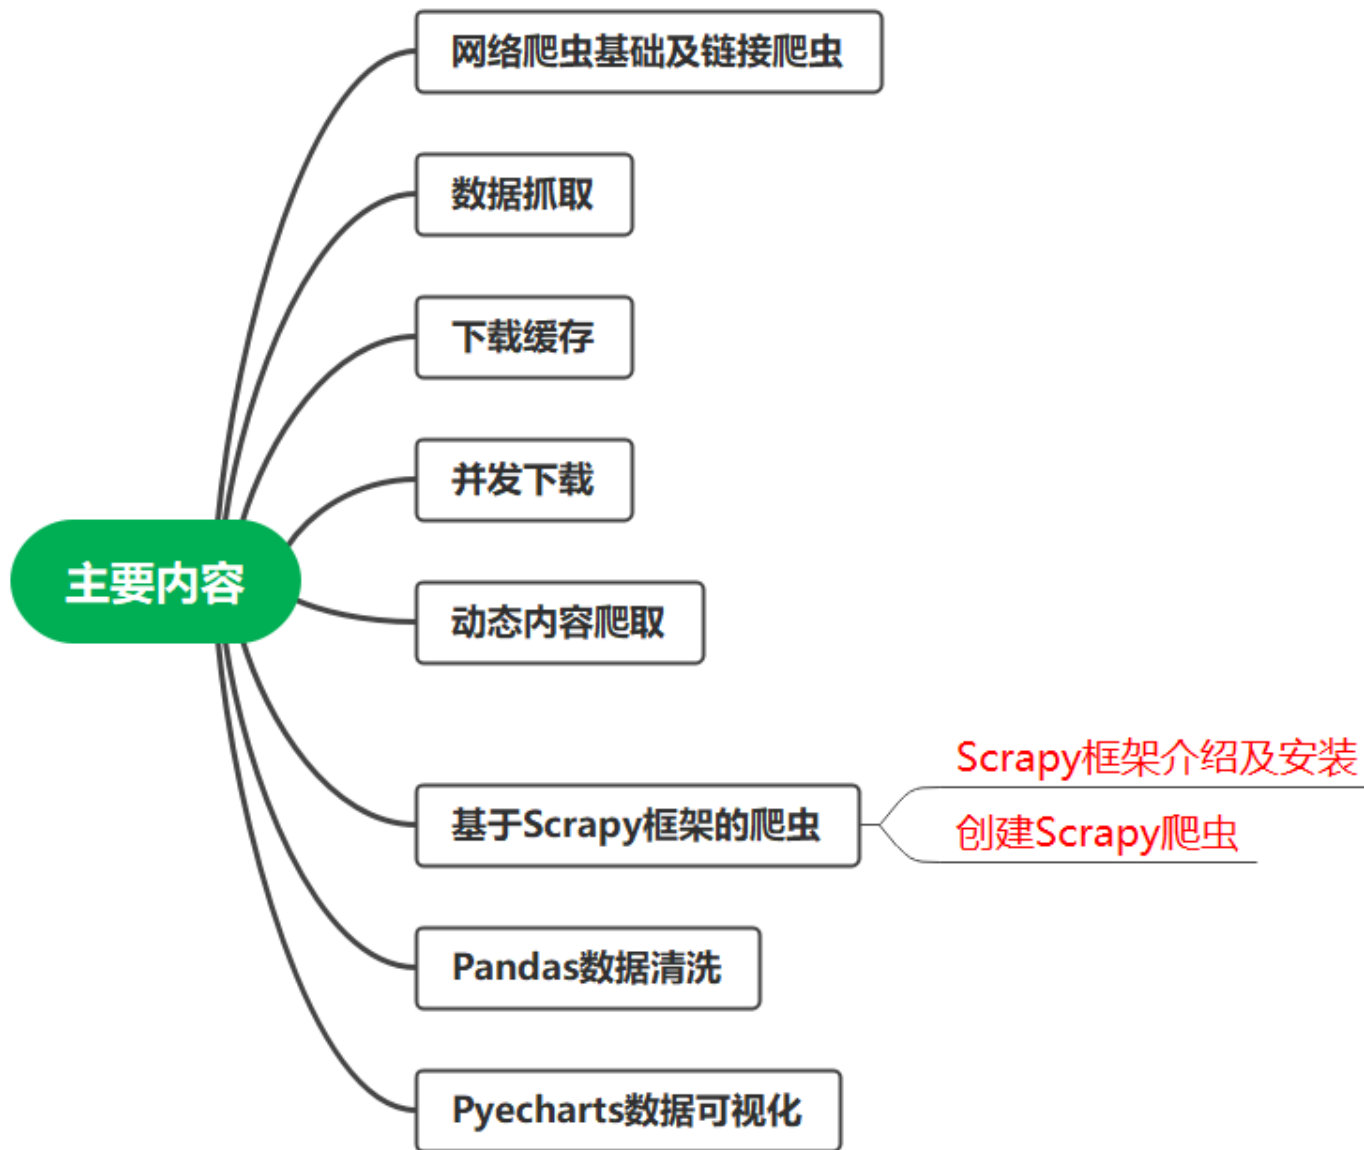 网络爬虫基础及链接爬虫
数据抓取
下载缓存
并发下载
主要内容
动态内容爬取
Scrapy框架介绍及安装
基于Scrapy框架的爬虫
创建Scrapy爬虫
Pandas数据清洗
Pyecharts数据可视化